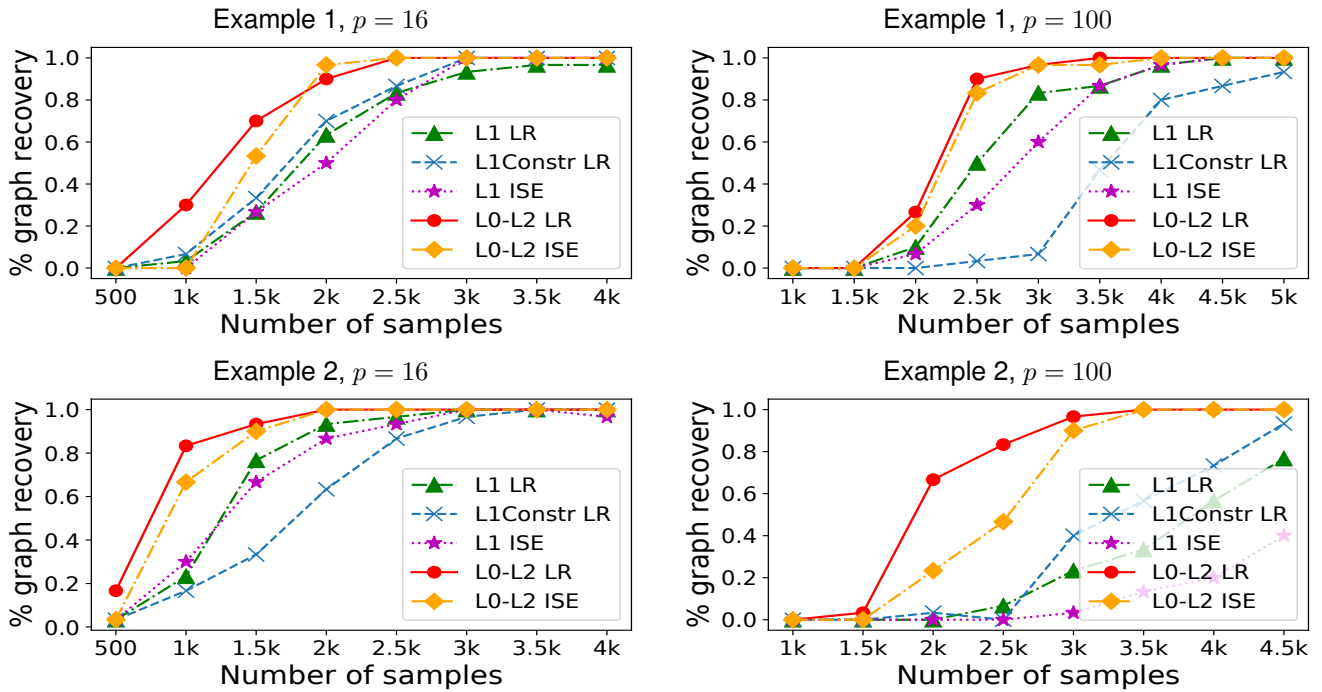 Example 1, p = 16
% graph recovery
1.0
0.8
0.6
0.4
0.2
0.0
L1 LR
L1Constr LR
L1 ISE
L0-L2 LR
L0-L2 ISE
500 1k 1.5k 2k 2.5k 3k 3.5k 4k
Number of samples
Example 1, p = 100
% graph recovery
1.0
0.8
0.6
0.4
0.2
0.0
L1 LR
L1Constr LR
L1 ISE
L0-L2 LR
L0-L2 ISE
1k 1.5k 2k 2.5k 3k 3.5k 4k 4.5k 5k
Number of samples
Example 2, p = 16
% graph recovery
1.0
0.8
0.6
0.4
0.2
0.0
L1 LR
L1Constr LR
L1 ISE
L0-L2 LR
L0-L2 ISE
500 1k 1.5k 2k 2.5k 3k 3.5k 4k
Number of samples
Example 2, p = 100
% graph recovery
1.0
0.8
0.6
0.4
0.2
0.0
L1 LR
L1Constr LR
L1 ISE
L0-L2 LR
L0-L2 ISE
1k 1.5k 2k 2.5k 3k 3.5k 4k 4.5k
Number of samples